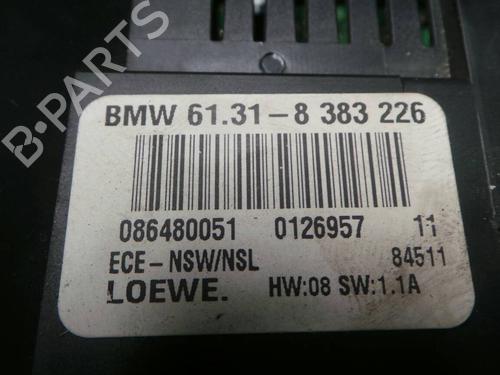 B-PARTS
BMW 61.31-8 383 226
086480051 0126957 11
ECE-NSW/NSL 84511
LOEWE. HW:08 SW:1.1A